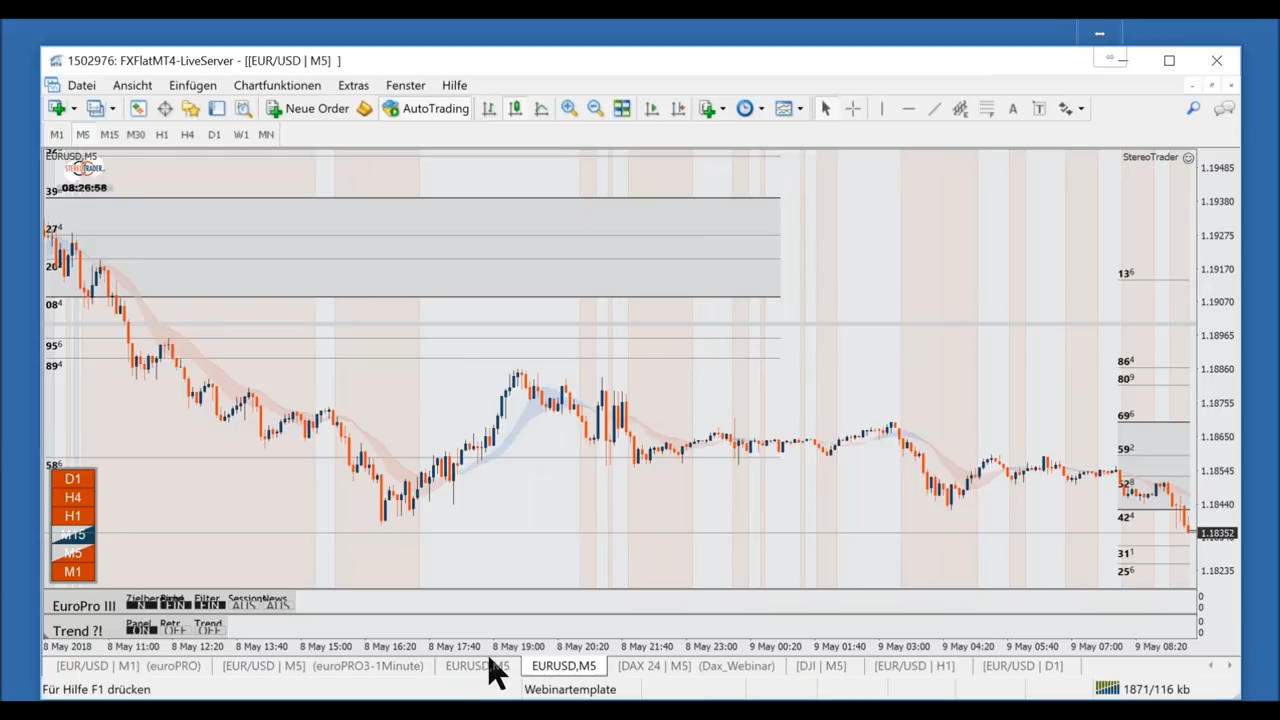 1502976: FXFlatMT4-LiveServer - [[EUR/USD | M5] ]
Datei Ansicht Einfügen Chartfunktionen Extras Fenster Hilfe
Neue Order AutoTrading A T
M1 M5 M15 M30 H1 H4 D1 W1 MN
EURUSD,M5
STEREOTRADER
08:26:58
StereoTrader
1.19485
1.19380
1.19275
1.19170
1.19070
1.18965
1.18860
1.18755
1.18650
1.18545
1.18440
1.18352
1.18235
39
27⁴
20
08⁴
95⁶
89⁴
58⁶
13⁶
86⁴
80⁹
69⁶
59²
52⁸
42⁴
31¹
25⁶
D1
H4
H1
M15
M5
M1
EuroPro III Filter EIN EIN Session AUS News AUS
0
0
Trend ?! Panel ON Retr OFF Trend OFF
0
0
8 May 2018 8 May 11:00 8 May 12:20 8 May 13:40 8 May 15:00 8 May 16:20 8 May 17:40 8 May 19:00 8 May 20:20 8 May 21:40 8 May 23:00 9 May 00:20 9 May 01:40 9 May 03:00 9 May 04:20 9 May 05:40 9 May 07:00 9 May 08:20
[EUR/USD | M1] (euroPRO) [EUR/USD | M5] (euroPRO3-1Minute) EURUSD,M5 EURUSD,M5 [DAX 24 | M5] (Dax_Webinar) [DJI | M5] [EUR/USD | H1] [EUR/USD | D1]
Für Hilfe F1 drücken Webinartemplate 1871/116 kb